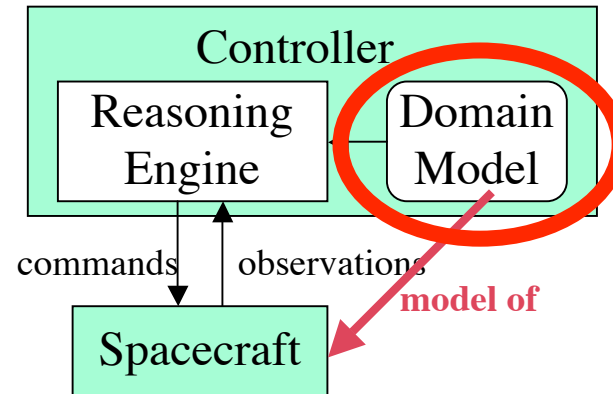 Controller
Reasoning
Engine
Domain
Model
commands
observations
model of
Spacecraft